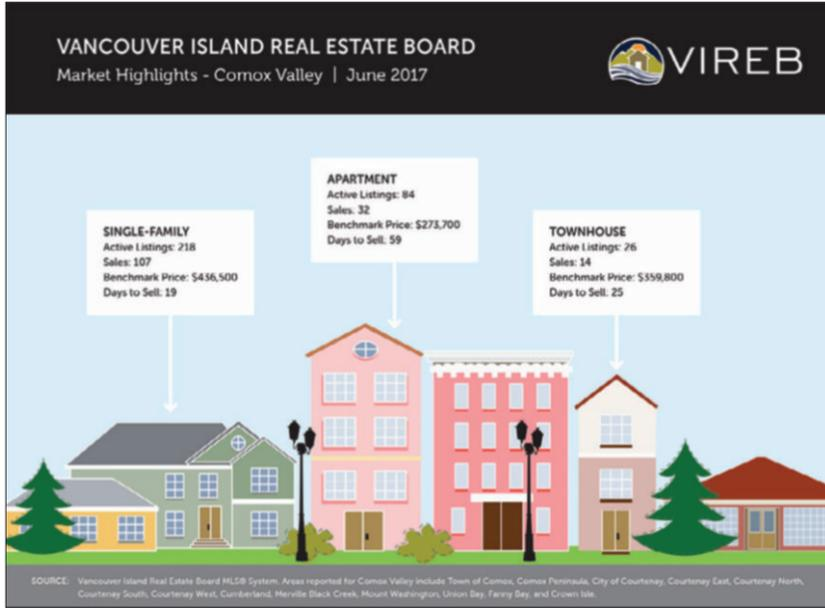 VANCOUVER ISLAND REAL ESTATE BOARD
Market Highlights - Comox Valley | June 2017
VIREB
APARTMENT
Active Listings: 84
Sales: 32
Benchmark Price: $273,700
Days to Sell: 59
SINGLE-FAMILY
Active Listings: 218
Sales: 107
Benchmark Price: $436,500
Days to Sell: 19
TOWNHOUSE
Active Listings: 26
Sales: 14
Benchmark Price: $359,800
Days to Sell: 25
SOURCE: Vancouver Island Real Estate Board MLS® System. Areas reported for Comox Valley include Town of Comox, Comox Peninsula, City of Courtenay, Courtenay East, Courtenay North,
Courtenay South, Courtenay West, Cumberland, Merville Black Creek, Mount Washington, Union Bay, Fanny Bay, and Crown Isle.